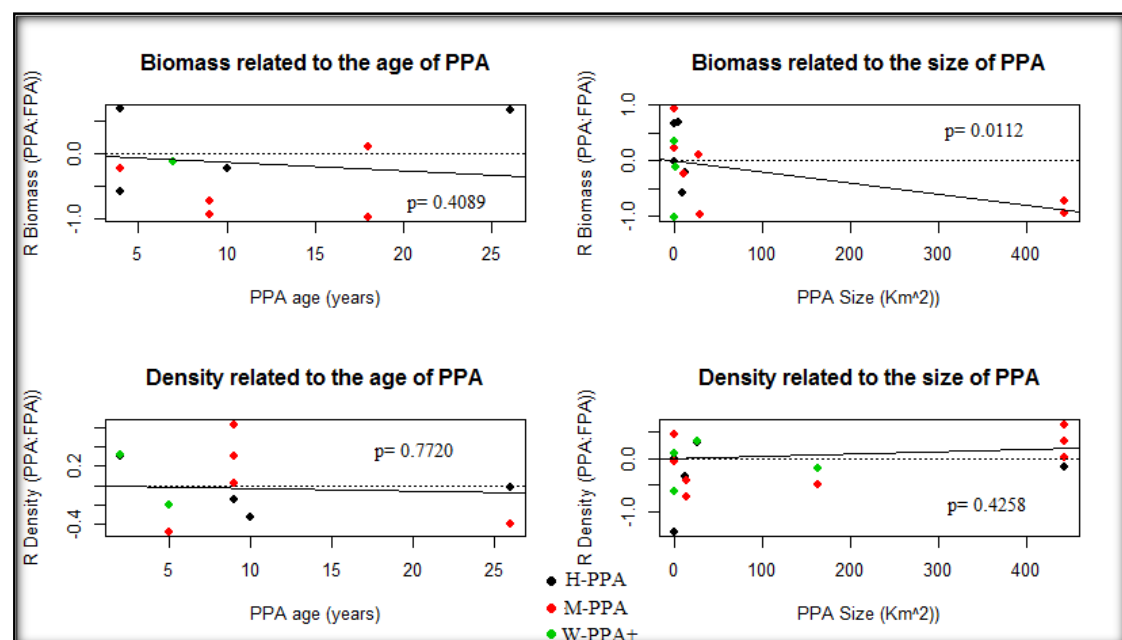 Biomass related to the age of PPA
R Biomass (PPA:FPA))
0.0
-1.0
p= 0.4089
5
10
15
20
25
PPA age (years)
Biomass related to the size of PPA
R Biomass (PPA:FPA))
1.0
0.0
-1.0
p= 0.0112
0
100
200
300
400
PPA Size (Km^2))
Density related to the age of PPA
R Density (PPA:FPA))
0.2
-0.4
p= 0.7720
5
10
15
20
25
PPA age (years)
Density related to the size of PPA
R Density (PPA:FPA))
0.0
-1.0
p= 0.4258
0
100
200
300
400
PPA Size (Km^2))
H-PPA
M-PPA
W-PPA+